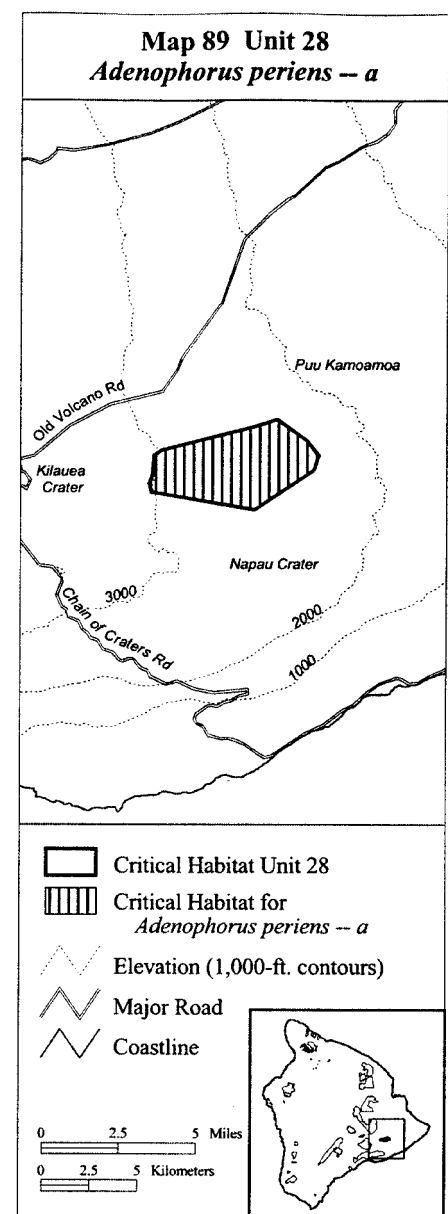 Map 89 Unit 28
Adenophorus periens -- a
Puu Kamoamoa
Old Volcano Rd
Kilauea
Crater
Napau Crater
3000
Chain of Craters Rd
2000
1000
Critical Habitat Unit 28
Critical Habitat for
Adenophorus periens -- a
Elevation (1,000-ft. contours)
Major Road
Coastline
0 2.5 5 Miles
0 2.5 5 Kilometers